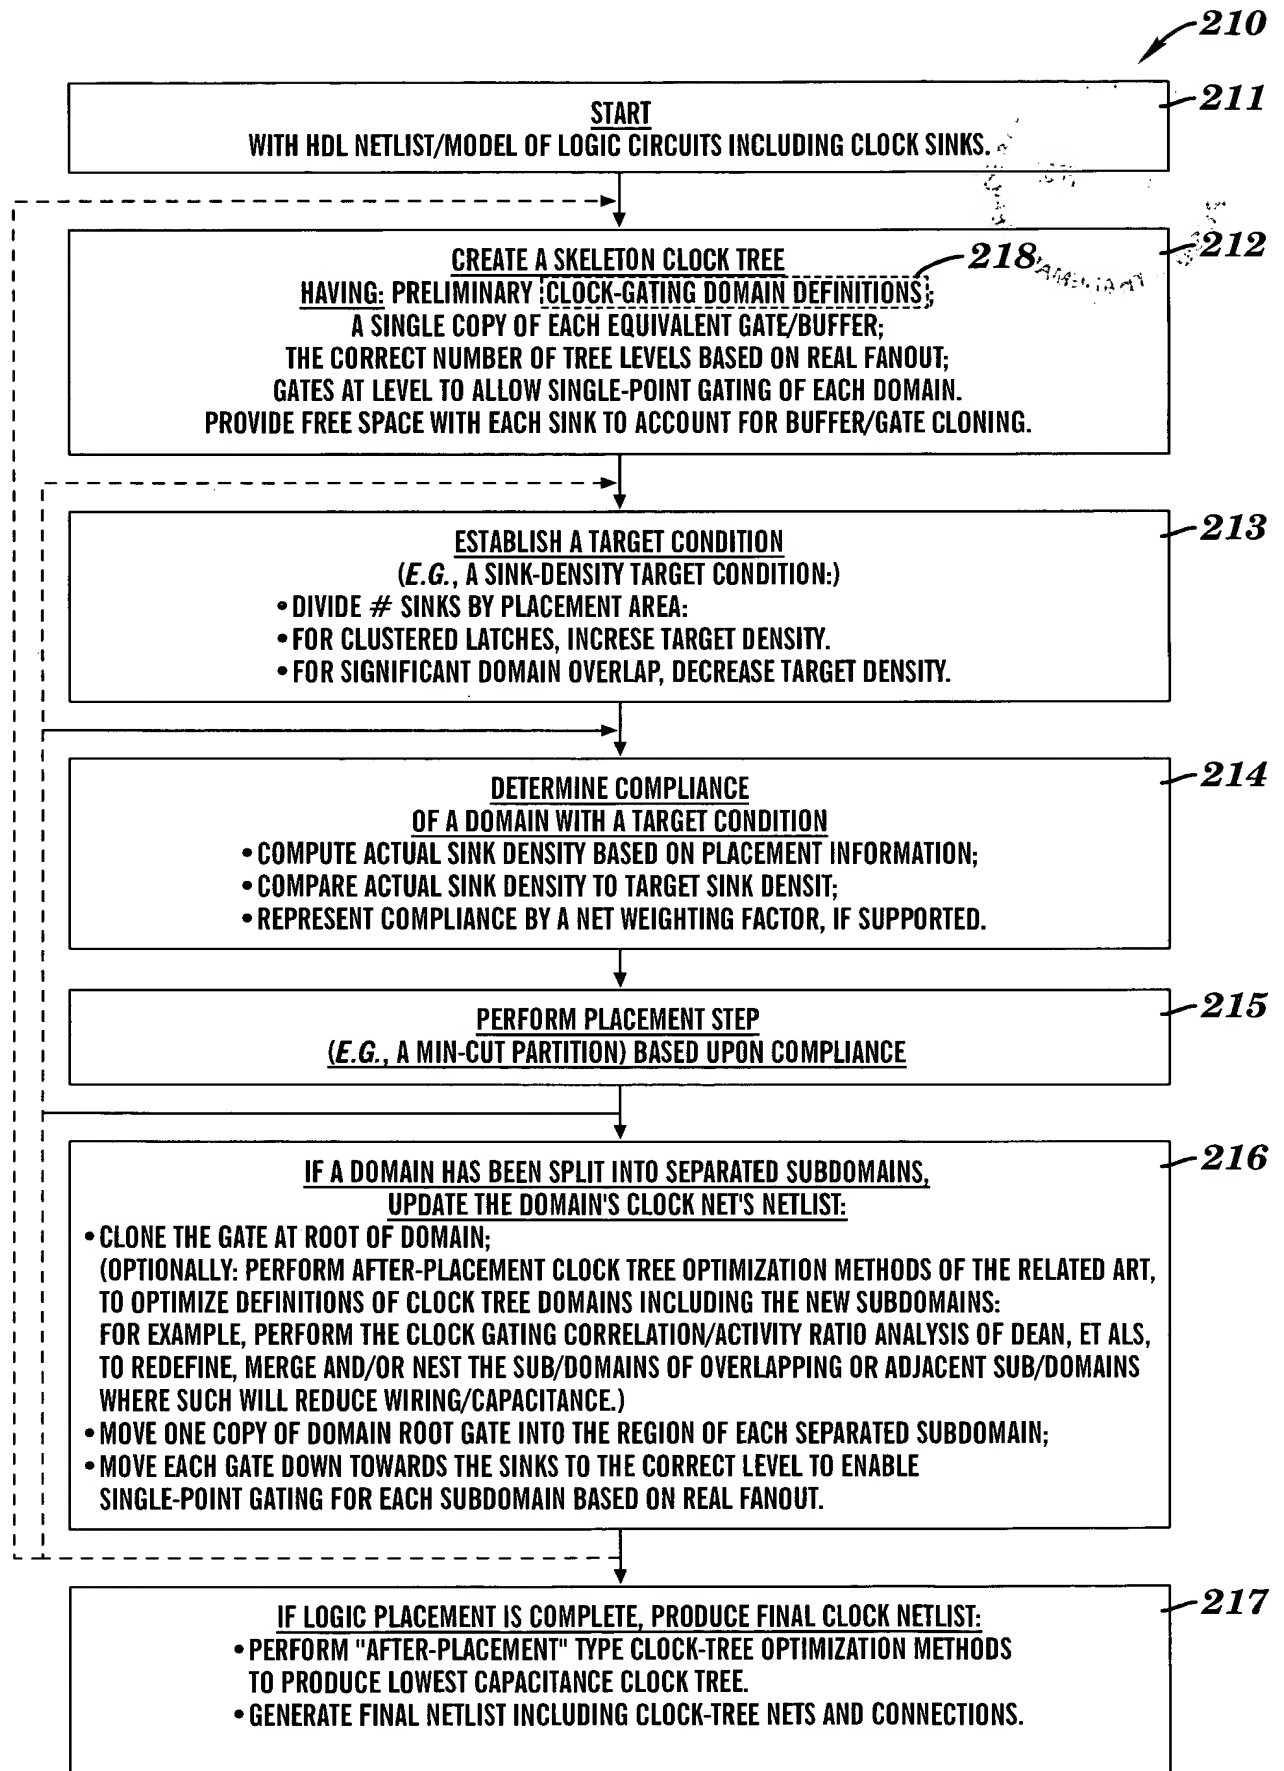 210
211
START
WITH HDL NETLIST/MODEL OF LOGIC CIRCUITS INCLUDING CLOCK SINKS.
212
CREATE A SKELETON CLOCK TREE
218
HAVING: PRELIMINARY CLOCK-GATING DOMAIN DEFINITIONS;
A SINGLE COPY OF EACH EQUIVALENT GATE/BUFFER;
THE CORRECT NUMBER OF TREE LEVELS BASED ON REAL FANOUT;
GATES AT LEVEL TO ALLOW SINGLE-POINT GATING OF EACH DOMAIN.
PROVIDE FREE SPACE WITH EACH SINK TO ACCOUNT FOR BUFFER/GATE CLONING.
213
ESTABLISH A TARGET CONDITION
(E.G., A SINK-DENSITY TARGET CONDITION:)
• DIVIDE # SINKS BY PLACEMENT AREA:
• FOR CLUSTERED LATCHES, INCRESE TARGET DENSITY.
• FOR SIGNIFICANT DOMAIN OVERLAP, DECREASE TARGET DENSITY.
214
DETERMINE COMPLIANCE
OF A DOMAIN WITH A TARGET CONDITION
• COMPUTE ACTUAL SINK DENSITY BASED ON PLACEMENT INFORMATION;
• COMPARE ACTUAL SINK DENSITY TO TARGET SINK DENSIT;
• REPRESENT COMPLIANCE BY A NET WEIGHTING FACTOR, IF SUPPORTED.
215
PERFORM PLACEMENT STEP
(E.G., A MIN-CUT PARTITION) BASED UPON COMPLIANCE
216
IF A DOMAIN HAS BEEN SPLIT INTO SEPARATED SUBDOMAINS,
UPDATE THE DOMAIN'S CLOCK NET'S NETLIST:
• CLONE THE GATE AT ROOT OF DOMAIN;
(OPTIONALLY: PERFORM AFTER-PLACEMENT CLOCK TREE OPTIMIZATION METHODS OF THE RELATED ART,
TO OPTIMIZE DEFINITIONS OF CLOCK TREE DOMAINS INCLUDING THE NEW SUBDOMAINS:
FOR EXAMPLE, PERFORM THE CLOCK GATING CORRELATION/ACTIVITY RATIO ANALYSIS OF DEAN, ET ALS,
TO REDEFINE, MERGE AND/OR NEST THE SUB/DOMAINS OF OVERLAPPING OR ADJACENT SUB/DOMAINS
WHERE SUCH WILL REDUCE WIRING/CAPACITANCE.)
• MOVE ONE COPY OF DOMAIN ROOT GATE INTO THE REGION OF EACH SEPARATED SUBDOMAIN;
• MOVE EACH GATE DOWN TOWARDS THE SINKS TO THE CORRECT LEVEL TO ENABLE
SINGLE-POINT GATING FOR EACH SUBDOMAIN BASED ON REAL FANOUT.
217
IF LOGIC PLACEMENT IS COMPLETE, PRODUCE FINAL CLOCK NETLIST:
• PERFORM "AFTER-PLACEMENT" TYPE CLOCK-TREE OPTIMIZATION METHODS
TO PRODUCE LOWEST CAPACITANCE CLOCK TREE.
• GENERATE FINAL NETLIST INCLUDING CLOCK-TREE NETS AND CONNECTIONS.